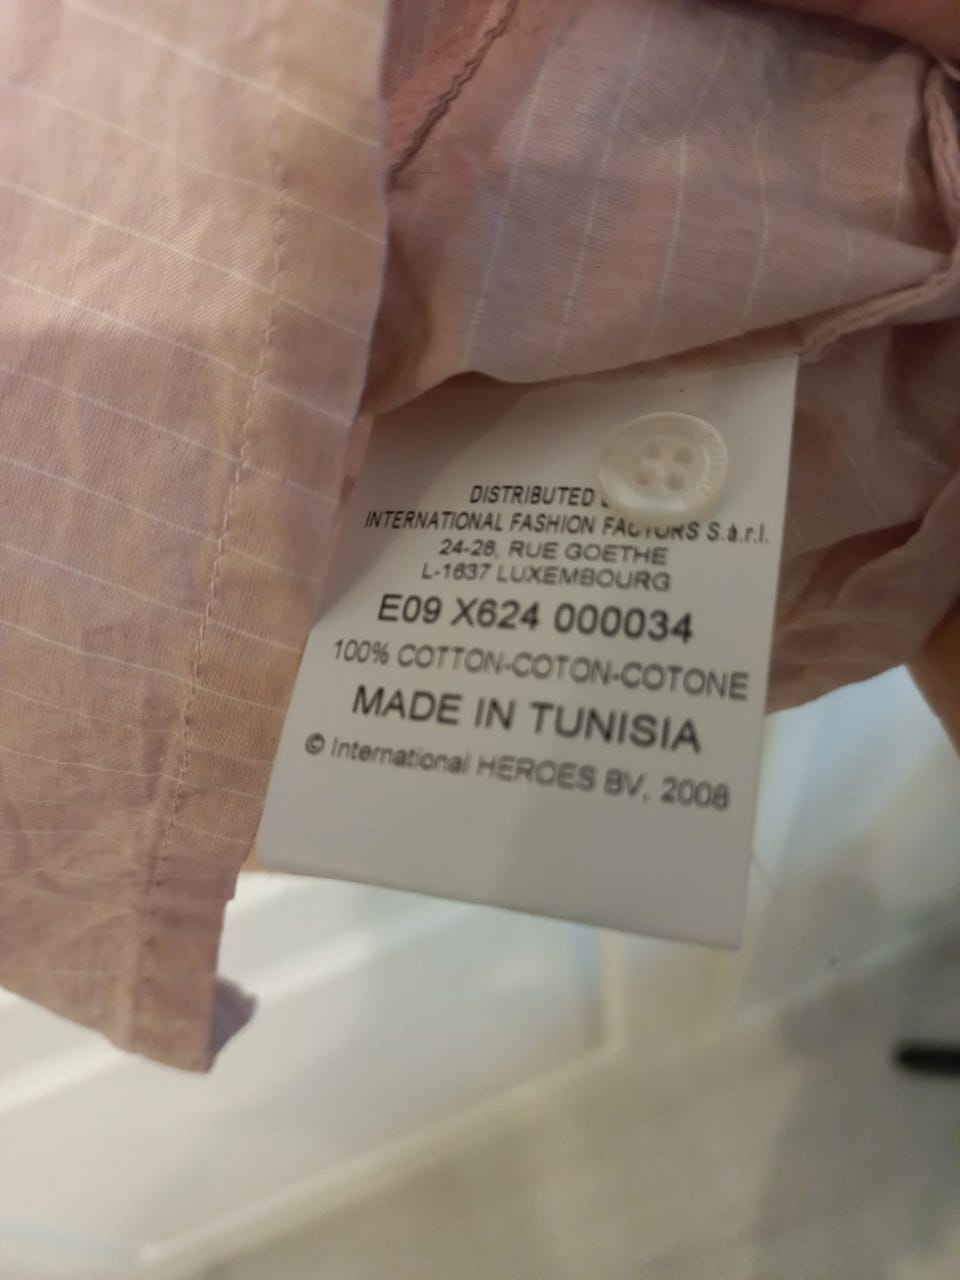 DISTRIBUTED
INTERNATIONAL FASHION FACTORS S.à.r.l.
24-28, RUE GOETHE
L-1637 LUXEMBOURG
E09 X624 000034
100% COTTON-COTON-COTONE
MADE IN TUNISIA
© International HEROES BV, 2008